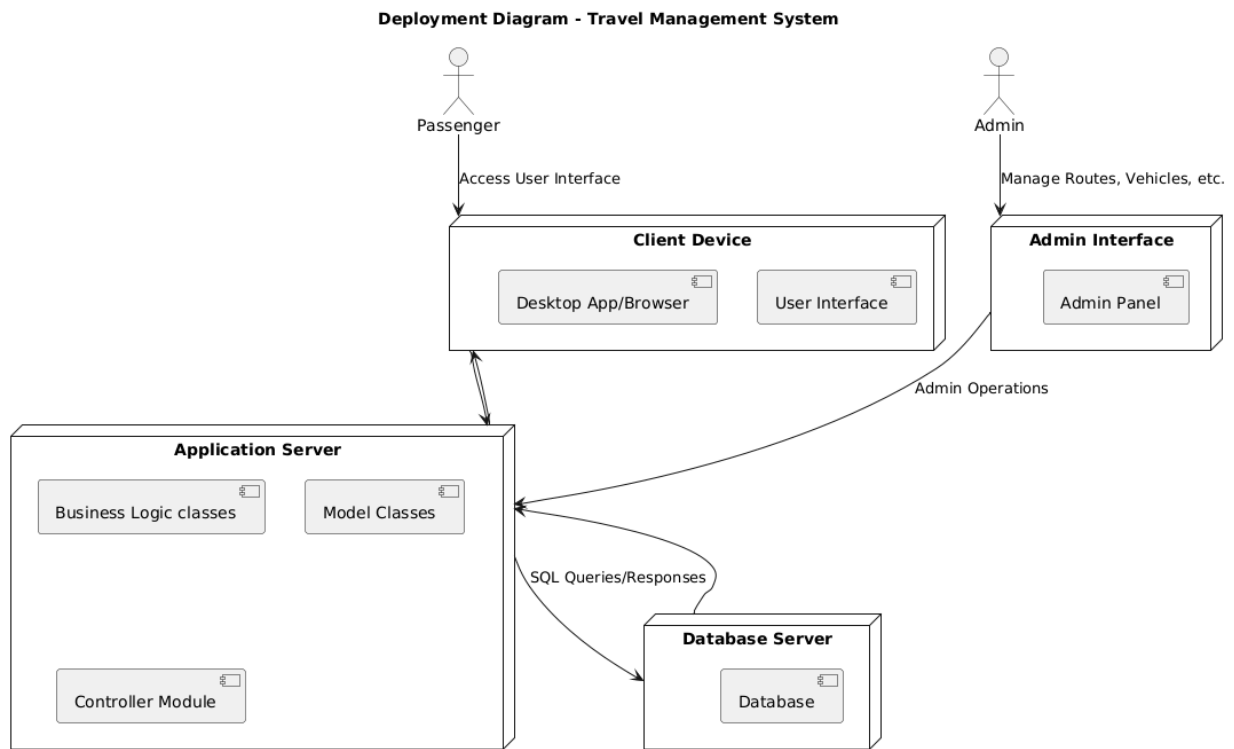 Deployment Diagram - Travel Management System
Passenger
Admin
Access User Interface
Manage Routes, Vehicles, etc.
Client Device
Desktop App/Browser
User Interface
Admin Interface
Admin Panel
Admin Operations
Application Server
Business Logic classes
Model Classes
SQL Queries/Responses
Controller Module
Database Server
Database